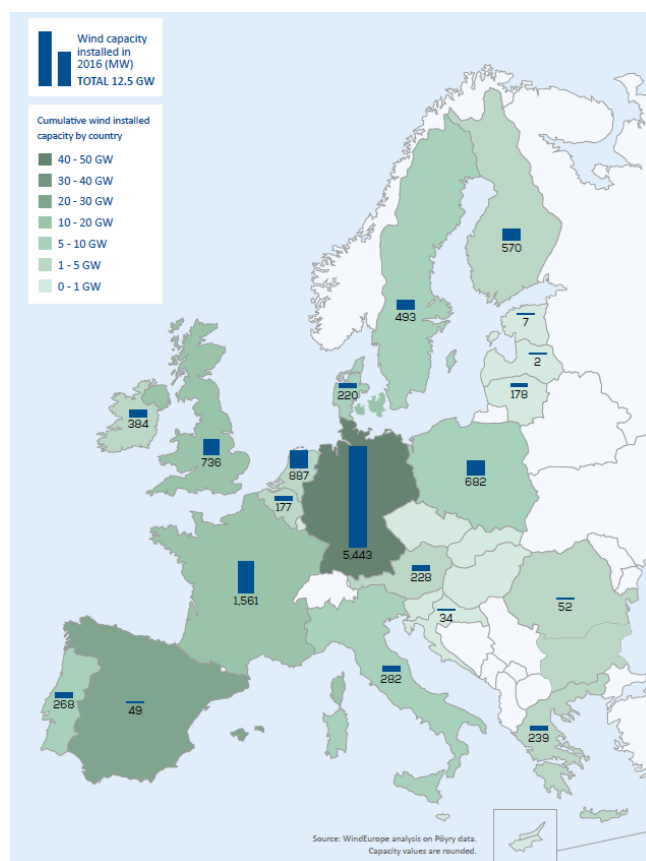 Wind capacity
installed in
2016 (MW)
TOTAL 12.5 GW
Cumulative wind installed
capacity by country
40 - 50 GW
30 - 40 GW
20 - 30 GW
10 - 20 GW
5 - 10 GW
1 - 5 GW
0 - 1 GW
570
493
7
2
178
220
384
736
887
682
177
5,443
228
1,561
34
52
282
268
49
239
Source: WindEurope analysis on Pöyry data.
Capacity values are rounded.